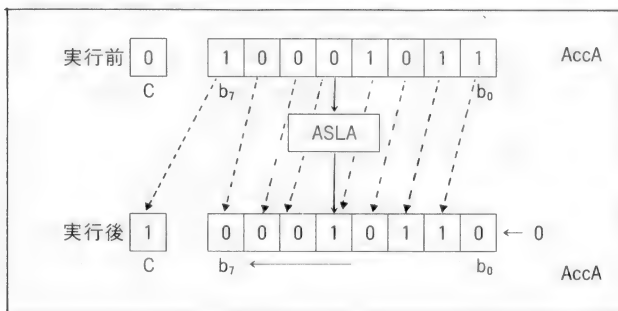 実行前 0 1 0 0 0 1 0 1 1 AccA
C b₇ b₀
ASLA
実行後 1 0 0 0 1 0 1 1 0 ← 0
C b₇ ← b₀
AccA